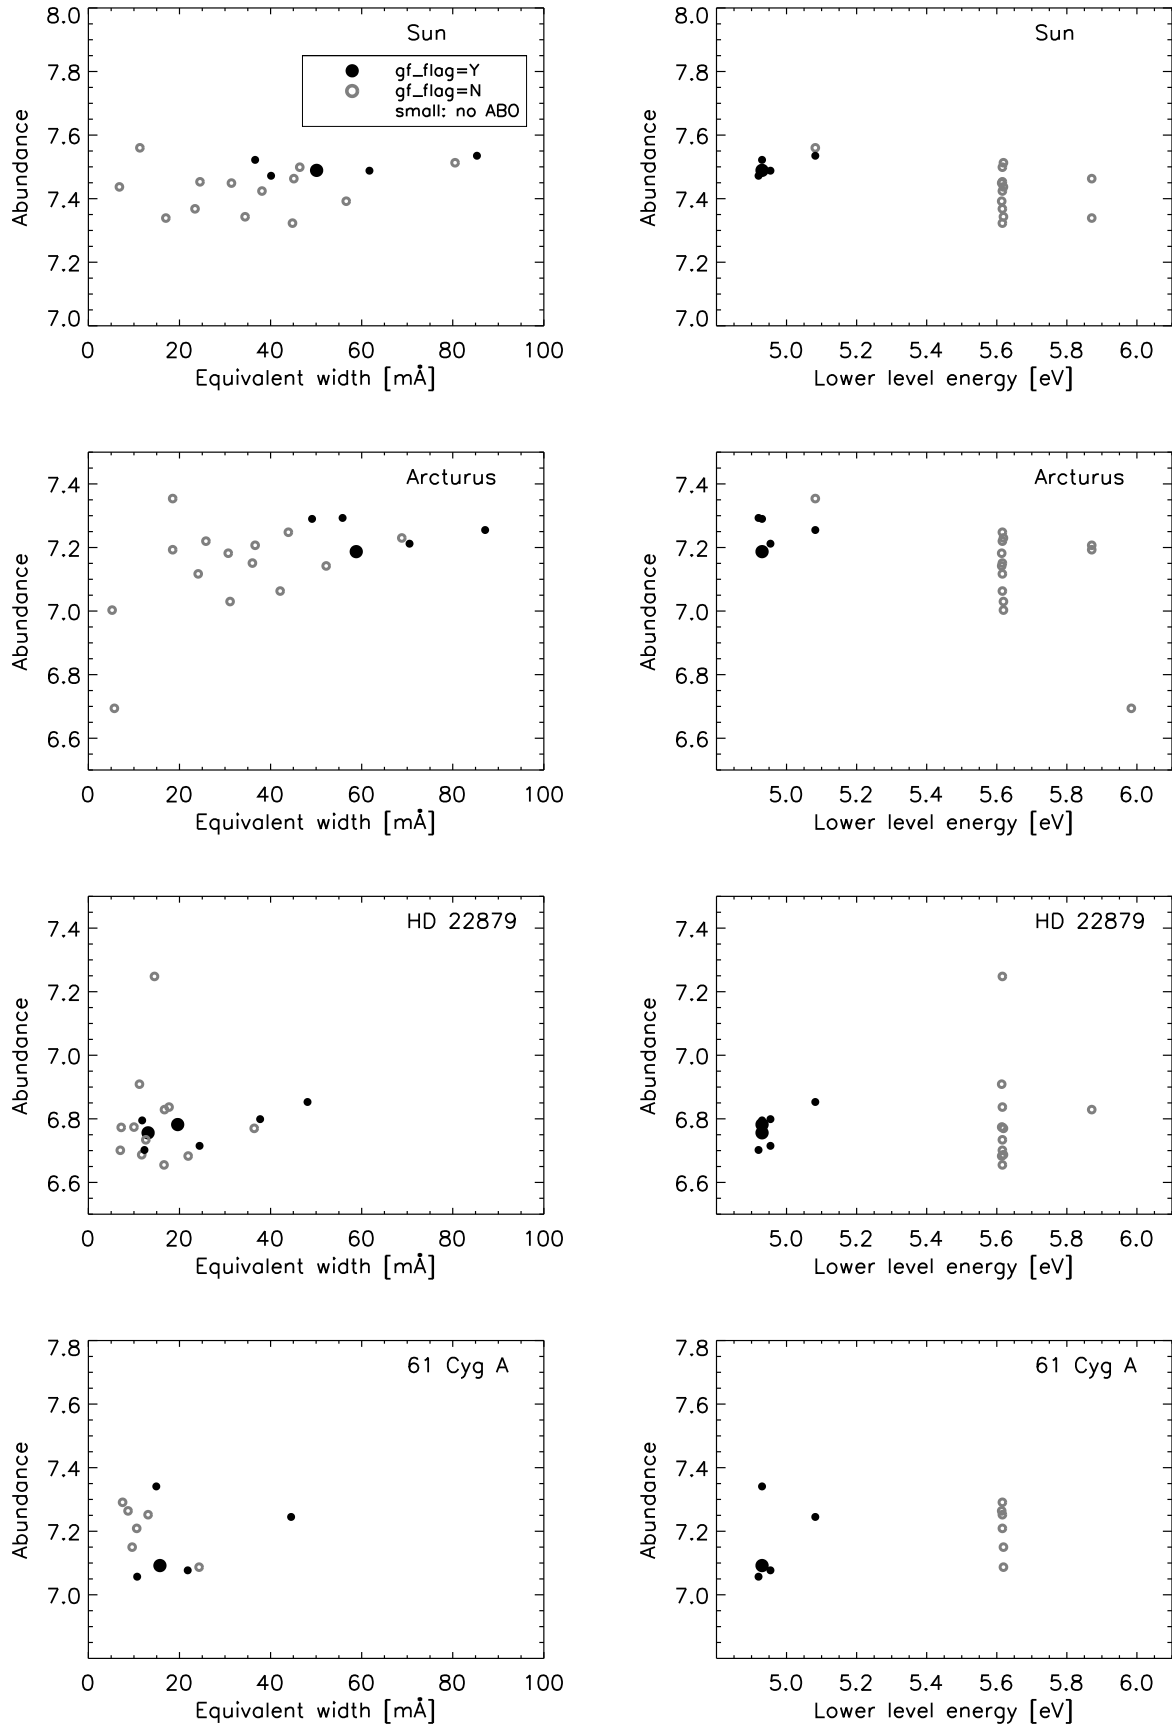 Sun
gf_flag=Y
gf_flag=N
small: no ABO
Abundance
8.0
7.8
7.6
7.4
7.2
7.0
0 20 40 60 80 100
Equivalent width [mÅ]
Sun
Abundance
8.0
7.8
7.6
7.4
7.2
7.0
5.0 5.2 5.4 5.6 5.8 6.0
Lower level energy [eV]
Arcturus
Abundance
7.4
7.2
7.0
6.8
6.6
0 20 40 60 80 100
Equivalent width [mÅ]
Arcturus
Abundance
7.4
7.2
7.0
6.8
6.6
5.0 5.2 5.4 5.6 5.8 6.0
Lower level energy [eV]
HD 22879
Abundance
7.4
7.2
7.0
6.8
6.6
0 20 40 60 80 100
Equivalent width [mÅ]
HD 22879
Abundance
7.4
7.2
7.0
6.8
6.6
5.0 5.2 5.4 5.6 5.8 6.0
Lower level energy [eV]
61 Cyg A
Abundance
7.8
7.6
7.4
7.2
7.0
0 20 40 60 80 100
Equivalent width [mÅ]
61 Cyg A
Abundance
7.8
7.6
7.4
7.2
7.0
5.0 5.2 5.4 5.6 5.8 6.0
Lower level energy [eV]